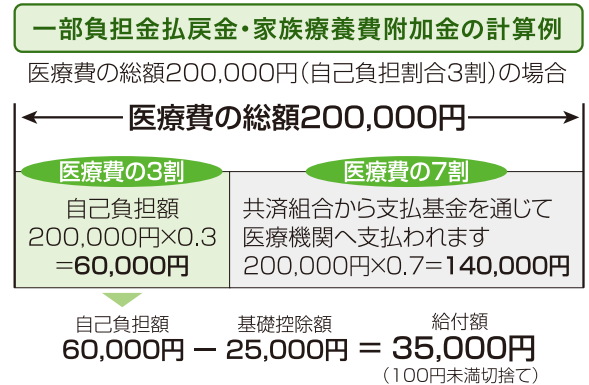 一部負担金払戻金・家族療養費附加金の計算例
医療費の総額200,000円（自己負担割合3割）の場合
医療費の総額200,000円
医療費の3割
自己負担額
200,000円×0.3
=60,000円
医療費の7割
共済組合から支払基金を通じて
医療機関へ支払われます
200,000円×0.7=140,000円
自己負担額 基礎控除額 給付額
60,000円 － 25,000円 = 35,000円
（100円未満切捨て）